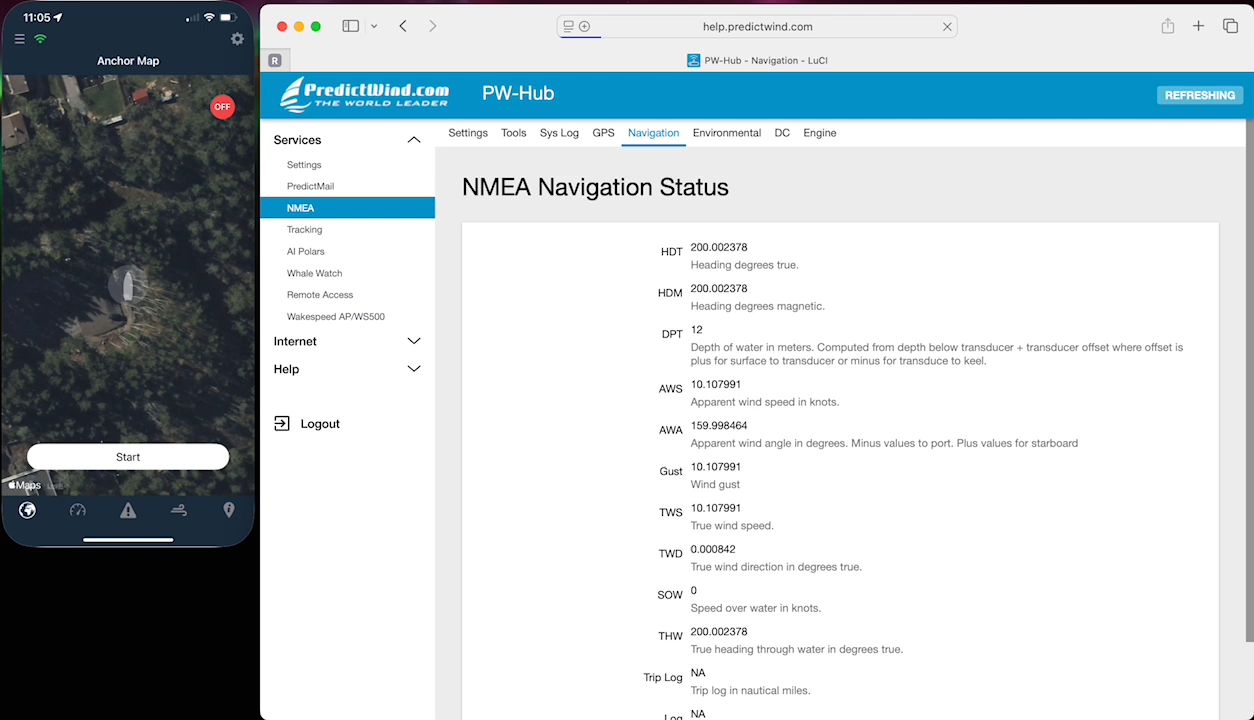 11:05
Anchor Map
OFF
Start
Maps
help.predictwind.com
R
PW-Hub - Navigation - LuCI
PredictWind.com
THE WORLD LEADER
PW-Hub
REFRESHING
Services
Settings
PredictMail
NMEA
Tracking
AI Polars
Whale Watch
Remote Access
Wakespeed AP/WS500
Internet
Help
Logout
Settings Tools Sys Log GPS Navigation Environmental DC Engine
NMEA Navigation Status
HDT 200.002378
Heading degrees true.
HDM 200.002378
Heading degrees magnetic.
DPT 12
Depth of water in meters. Computed from depth below transducer + transducer offset where offset is
plus for surface to transducer or minus for transduce to keel.
AWS 10.107991
Apparent wind speed in knots.
AWA 159.998464
Apparent wind angle in degrees. Minus values to port. Plus values for starboard
Gust 10.107991
Wind gust
TWS 10.107991
True wind speed.
TWD 0.000842
True wind direction in degrees true.
SOW 0
Speed over water in knots.
THW 200.002378
True heading through water in degrees true.
Trip Log NA
Trip log in nautical miles.
Log NA